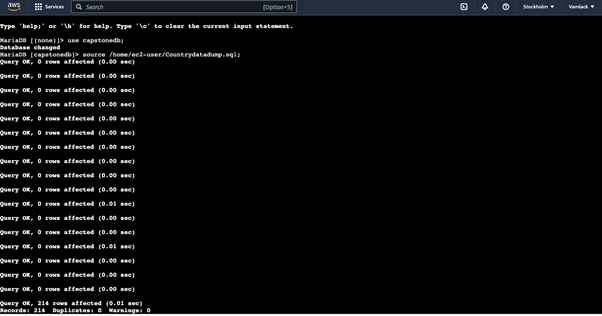 aws Services Search [Option+S] Stockholm Vamlack
Type 'help;' or '\h' for help. Type '\c' to clear the current input statement.
MariaDB [(none)]> use capstonedb;
Database changed
MariaDB [capstonedb]> source /home/ec2-user/Countrydatadump.sql;
Query OK, 0 rows affected (0.00 sec)
Query OK, 0 rows affected (0.00 sec)
Query OK, 0 rows affected (0.00 sec)
Query OK, 0 rows affected (0.00 sec)
Query OK, 0 rows affected (0.00 sec)
Query OK, 0 rows affected (0.00 sec)
Query OK, 0 rows affected (0.00 sec)
Query OK, 0 rows affected (0.00 sec)
Query OK, 0 rows affected (0.00 sec)
Query OK, 0 rows affected (0.00 sec)
Query OK, 0 rows affected (0.01 sec)
Query OK, 0 rows affected (0.00 sec)
Query OK, 0 rows affected (0.00 sec)
Query OK, 0 rows affected (0.01 sec)
Query OK, 0 rows affected (0.00 sec)
Query OK, 0 rows affected (0.00 sec)
Query OK, 0 rows affected (0.00 sec)
Query OK, 214 rows affected (0.01 sec)
Records: 214 Duplicates: 0 Warnings: 0